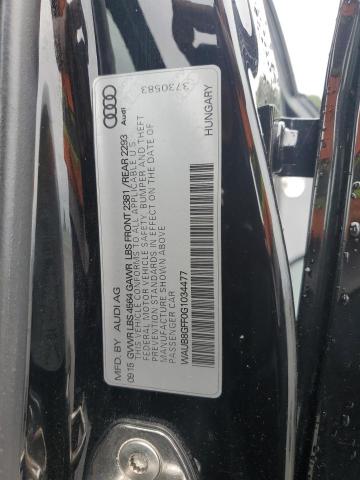 Audi
3730583
HUNGARY
MFD. BY AUDI AG
09.15 GVWR LBS 4564 GAWR LBS FRONT 2381 /REAR 2293
THIS VEHICLE CONFORMS TO ALL APPLICABLE U S
FEDERAL MOTOR VEHICLE SAFETY, BUMPER AND THEFT
PREVENTION STANDARDS IN EFFECT ON THE DATE OF
MANUFACTURE SHOWN ABOVE
PASSENGER CAR
WAUB8GFF0G1034477